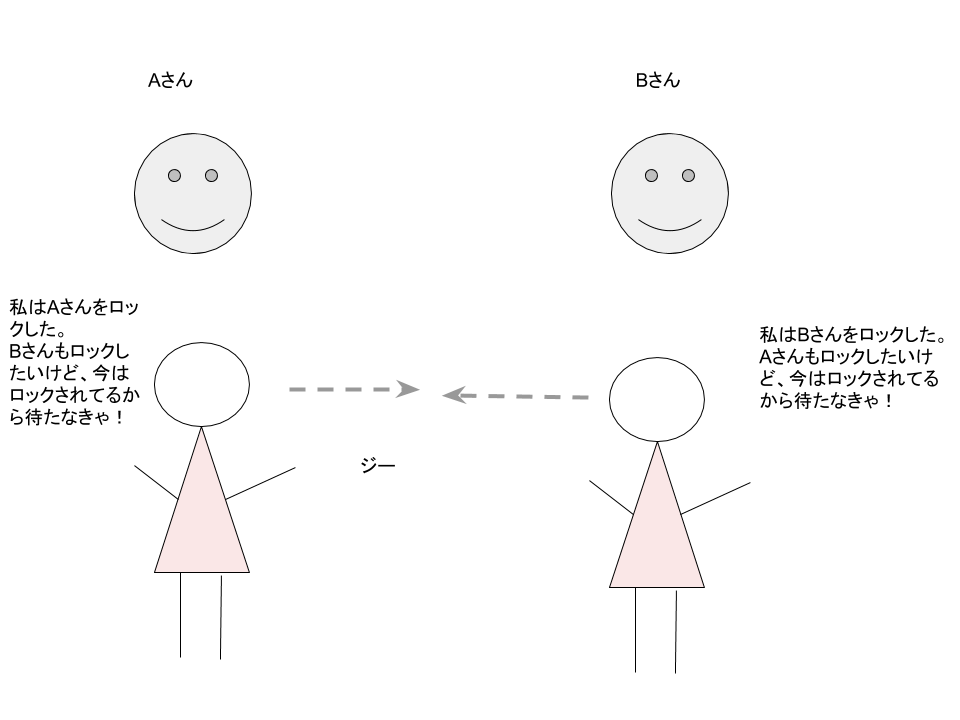 Aさん
Bさん
私はAさんをロッ
クした。
Bさんもロックし
たいけど、今は
ロックされてるか
ら待たなきゃ！
私はBさんをロックした。
Aさんもロックしたいけ
ど、今はロックされてる
から待たなきゃ！
ジー